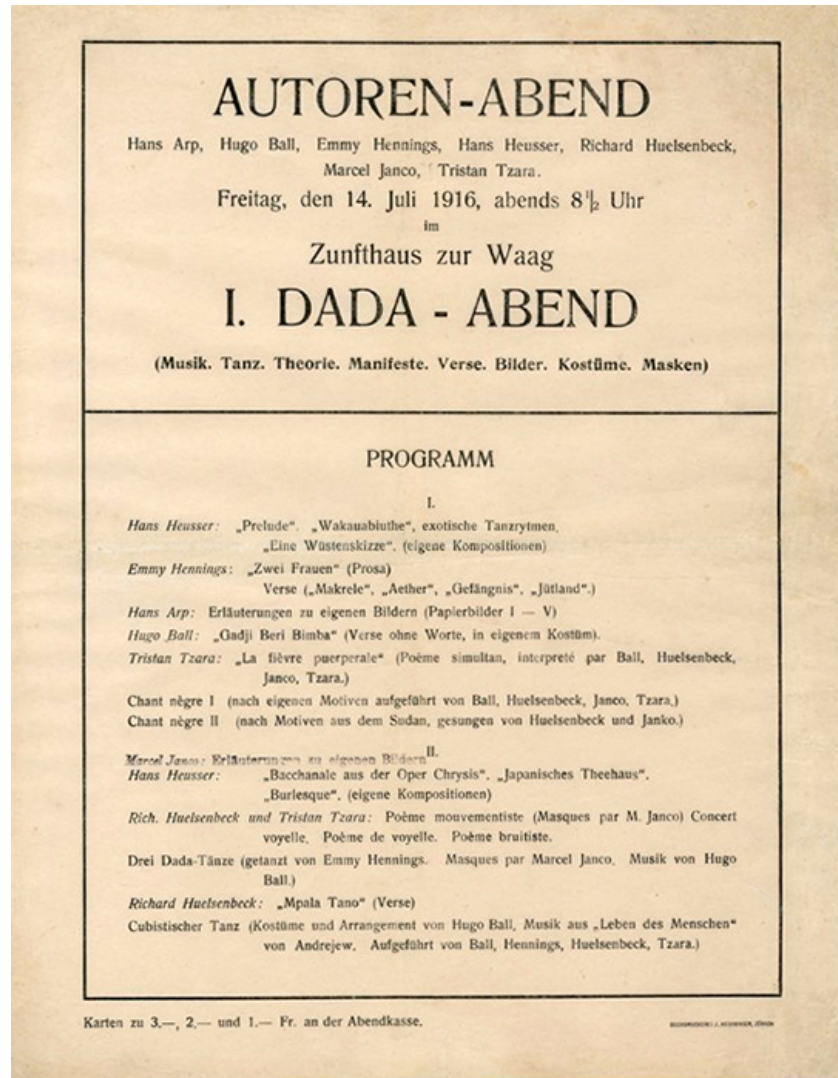 AUTOREN-ABEND
Hans Arp, Hugo Ball, Emmy Hennings, Hans Heusser, Richard Huelsenbeck,
Marcel Janco, Tristan Tzara.
Freitag, den 14. Juli 1916, abends 8 1/2 Uhr
im
Zunfthaus zur Waag
I. DADA - ABEND
(Musik. Tanz. Theorie. Manifeste. Verse. Bilder. Kostüme. Masken)
PROGRAMM
I.
Hans Heusser: „Prelude“. „Wakauabiuthe“, exotische Tanzrytmen.
„Eine Wüstenskizze“. (eigene Kompositionen)
Emmy Hennings: „Zwei Frauen“ (Prosa)
Verse („Makrele“, „Aether“, „Gefängnis“, „Jütland“.)
Hans Arp: Erläuterungen zu eigenen Bildern (Papierbilder I — V)
Hugo Ball: „Gadji Beri Bimba“ (Verse ohne Worte, in eigenem Kostüm).
Tristan Tzara: „La fièvre puerperale“ (Poème simultan, interpreté par Ball, Huelsenbeck,
Janco, Tzara.)
Chant nègre I (nach eigenen Motiven aufgeführt von Ball, Huelsenbeck, Janco, Tzara.)
Chant nègre II (nach Motiven aus dem Sudan, gesungen von Huelsenbeck und Janko.)
II.
Marcel Janco: Erläuterungen zu eigenen Bildern
Hans Heusser: „Bacchanale aus der Oper Chrysis“. „Japanisches Theehaus“.
„Burlesque“. (eigene Kompositionen)
Rich. Huelsenbeck und Tristan Tzara: Poème mouvementiste (Masques par M. Janco) Concert
voyelle. Poème de voyelle. Poème bruitiste.
Drei Dada-Tänze (getanzt von Emmy Hennings. Masques par Marcel Janco. Musik von Hugo
Ball.)
Richard Huelsenbeck: „Mpala Tano“ (Verse)
Cubistischer Tanz (Kostüme und Arrangement von Hugo Ball, Musik aus „Leben des Menschen“
von Andrejew. Aufgeführt von Ball, Hennings, Huelsenbeck, Tzara.)
Karten zu 3.—, 2.— und 1.— Fr. an der Abendkasse.